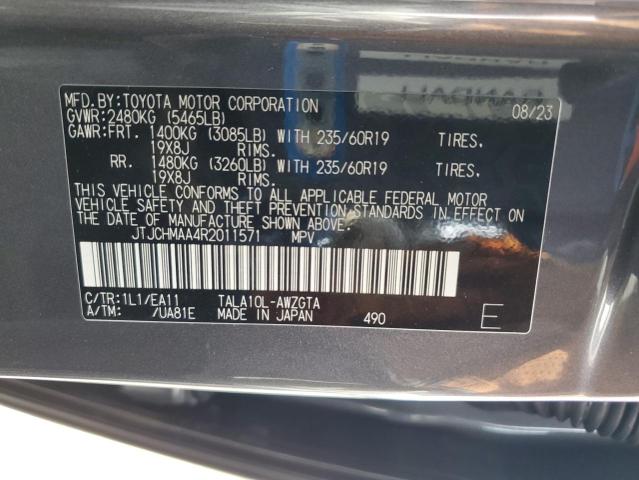 MFD.BY:TOYOTA MOTOR CORPORATION 08/23
GVWR:2480KG (5465LB)
GAWR:FRT. 1400KG (3085LB) WITH 235/60R19 TIRES,
19X8J RIMS.
RR. 1480KG (3260LB) WITH 235/60R19 TIRES,
19X8J RIMS.
THIS VEHICLE CONFORMS TO ALL APPLICABLE FEDERAL MOTOR
VEHICLE SAFETY AND THEFT PREVENTION STANDARDS IN EFFECT ON
THE DATE OF MANUFACTURE SHOWN ABOVE.
JTJCHMAA4R2011571 MPV
C/TR:1L1/EA11 TALA10L-AWZGTA
A/TM: /UA81E MADE IN JAPAN 490 E